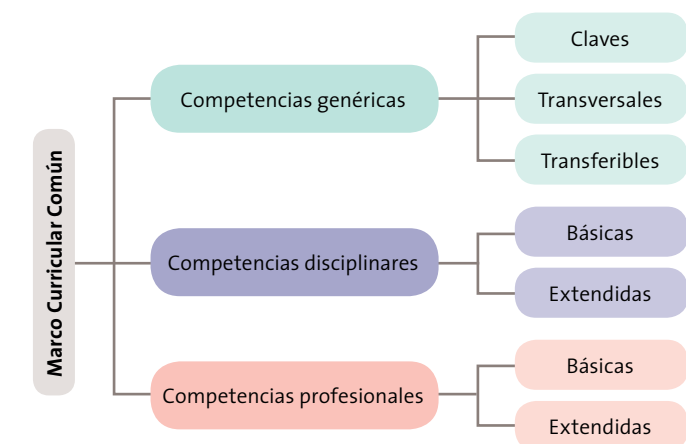 Marco Curricular Común
Competencias genéricas
Claves
Transversales
Transferibles
Competencias disciplinares
Básicas
Extendidas
Competencias profesionales
Básicas
Extendidas